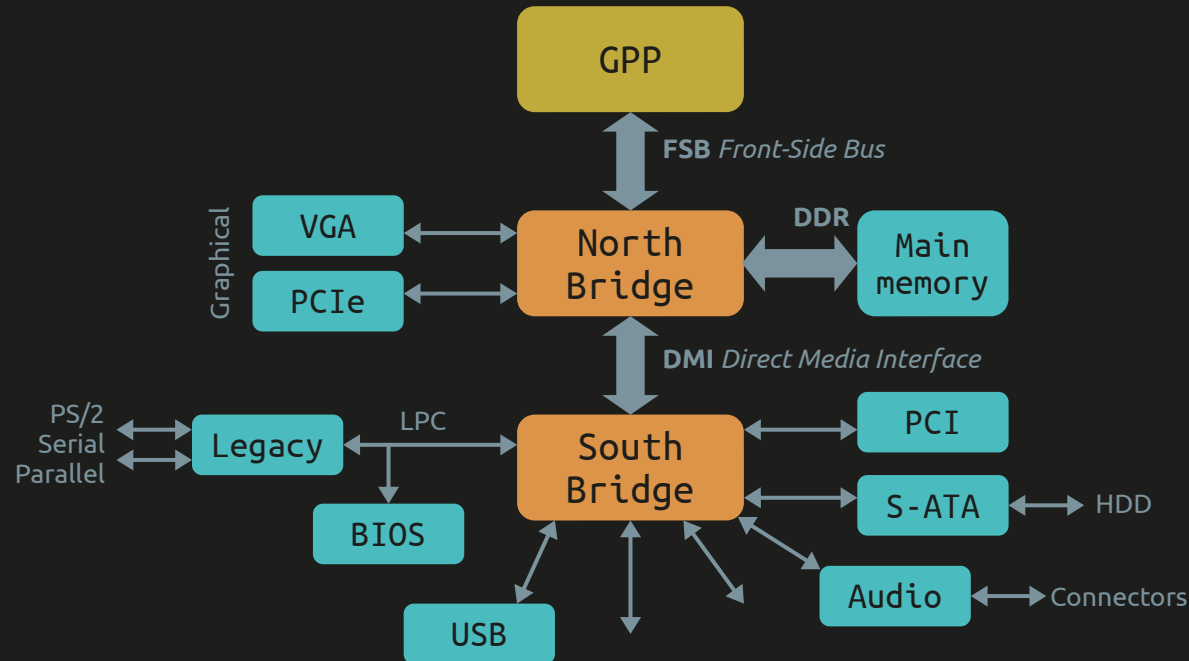 GPP
FSB Front-Side Bus
Graphical
VGA
PCIe
North
Bridge
DDR
Main
memory
DMI Direct Media Interface
PS/2
Serial
Parallel
Legacy
LPC
BIOS
South
Bridge
PCI
S-ATA
HDD
Audio
Connectors
USB